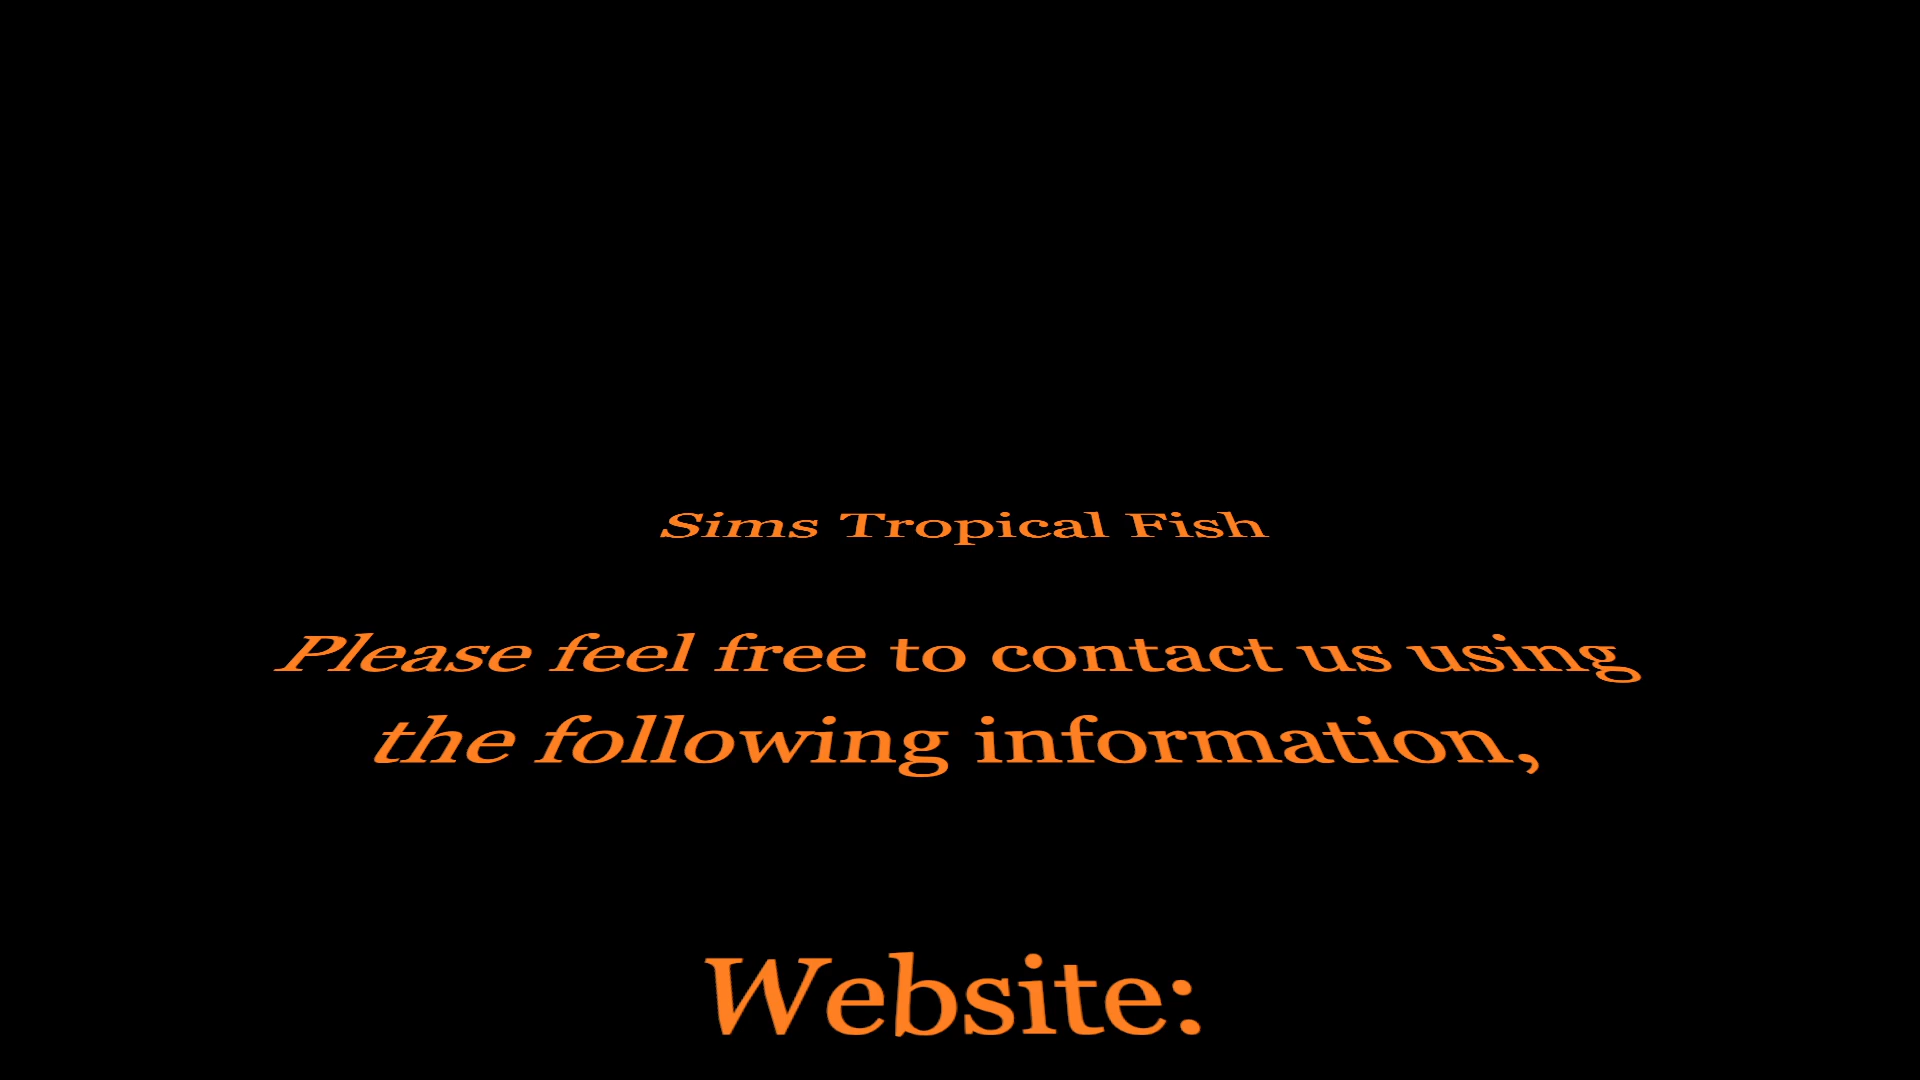 Sims Tropical Fish
Please feel free to contact us using
the following information,
Website: